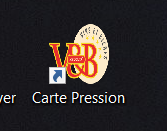 V and B
ver
Carte Pression